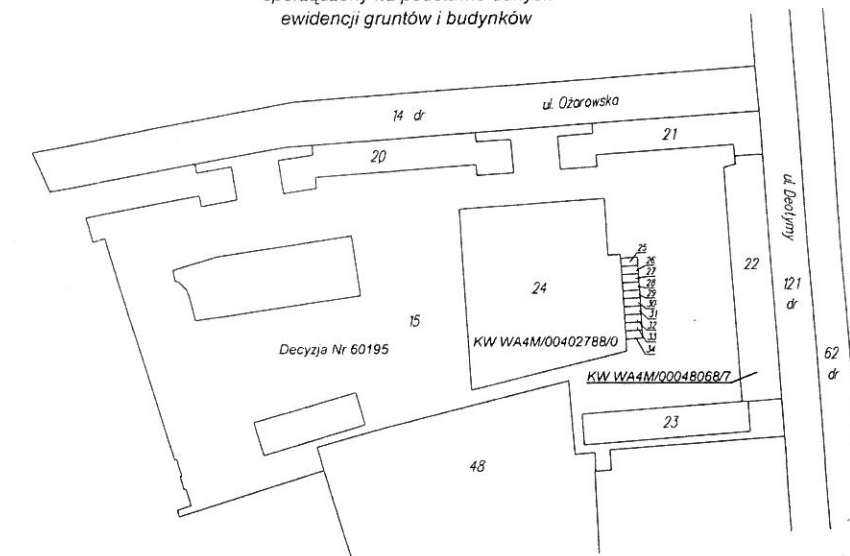 ewidencji gruntów i budynków
14 dr
ul. Ożarowska
20
21
25
26
27
28
29
30
31
32
33
34
24
22
ul Deotymy
121
dr
15
Decyzja Nr 60195
KW WA4M/00402788/0
KW WA4M/00048068/7
62
dr
23
48